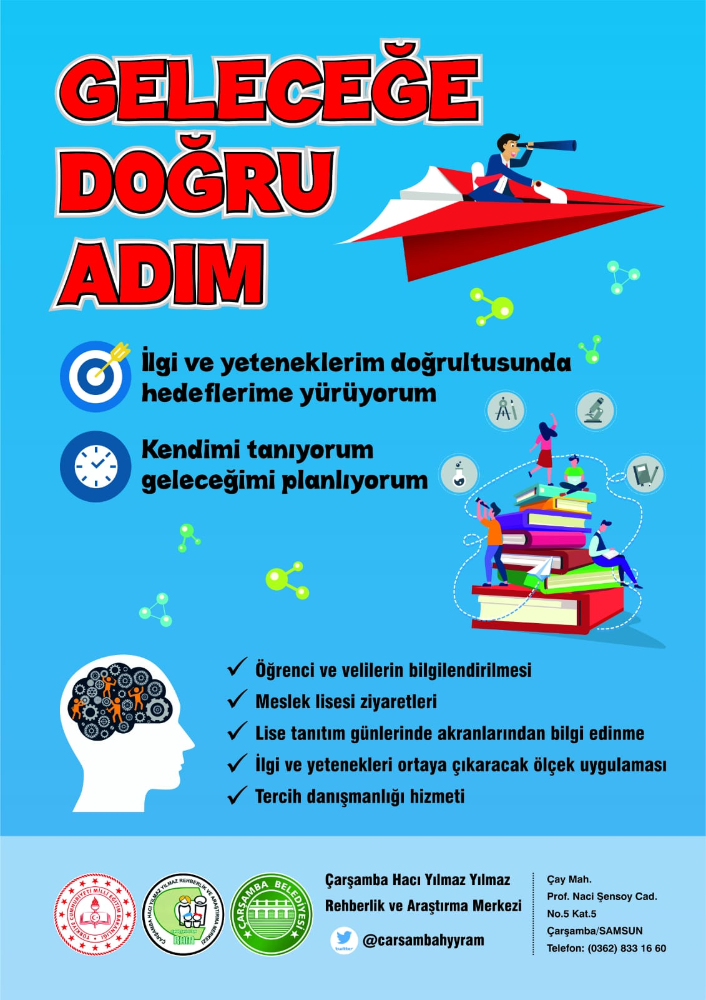 GELECEĞE
DOĞRU
ADIM
İlgi ve yeteneklerim doğrultusunda
hedeflerime yürüyorum
Kendimi tanıyorum
geleceğimi planlıyorum
✓ Öğrenci ve velilerin bilgilendirilmesi
✓ Meslek lisesi ziyaretleri
✓ Lise tanıtım günlerinde akranlarından bilgi edinme
✓ İlgi ve yetenekleri ortaya çıkaracak ölçek uygulaması
✓ Tercih danışmanlığı hizmeti
TÜRKİYE CUMHURİYETİ MİLLİ EĞİTİM BAKANLIĞI
ÇARŞAMBA HACI YILMAZ YILMAZ REHBERLİK VE ARAŞTIRMA MERKEZİ
ÇARŞAMBA
RAM
ÇARŞAMBA BELEDİYESİ
Çarşamba Hacı Yılmaz Yılmaz
Rehberlik ve Araştırma Merkezi
twitter
@carsambahyyram
Çay Mah.
Prof. Naci Şensoy Cad.
No.5 Kat.5
Çarşamba/SAMSUN
Telefon: (0362) 833 16 60